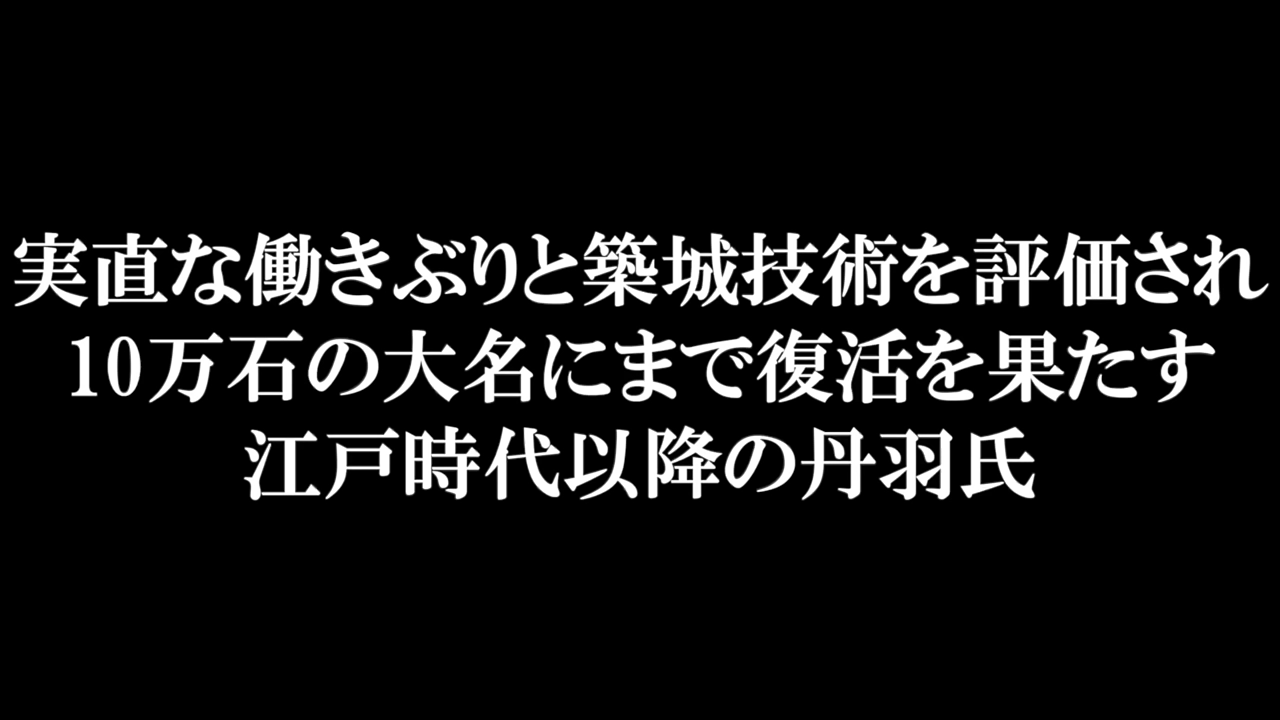 実直な働きぶりと築城技術を評価され
10万石の大名にまで復活を果たす
江戸時代以降の丹羽氏